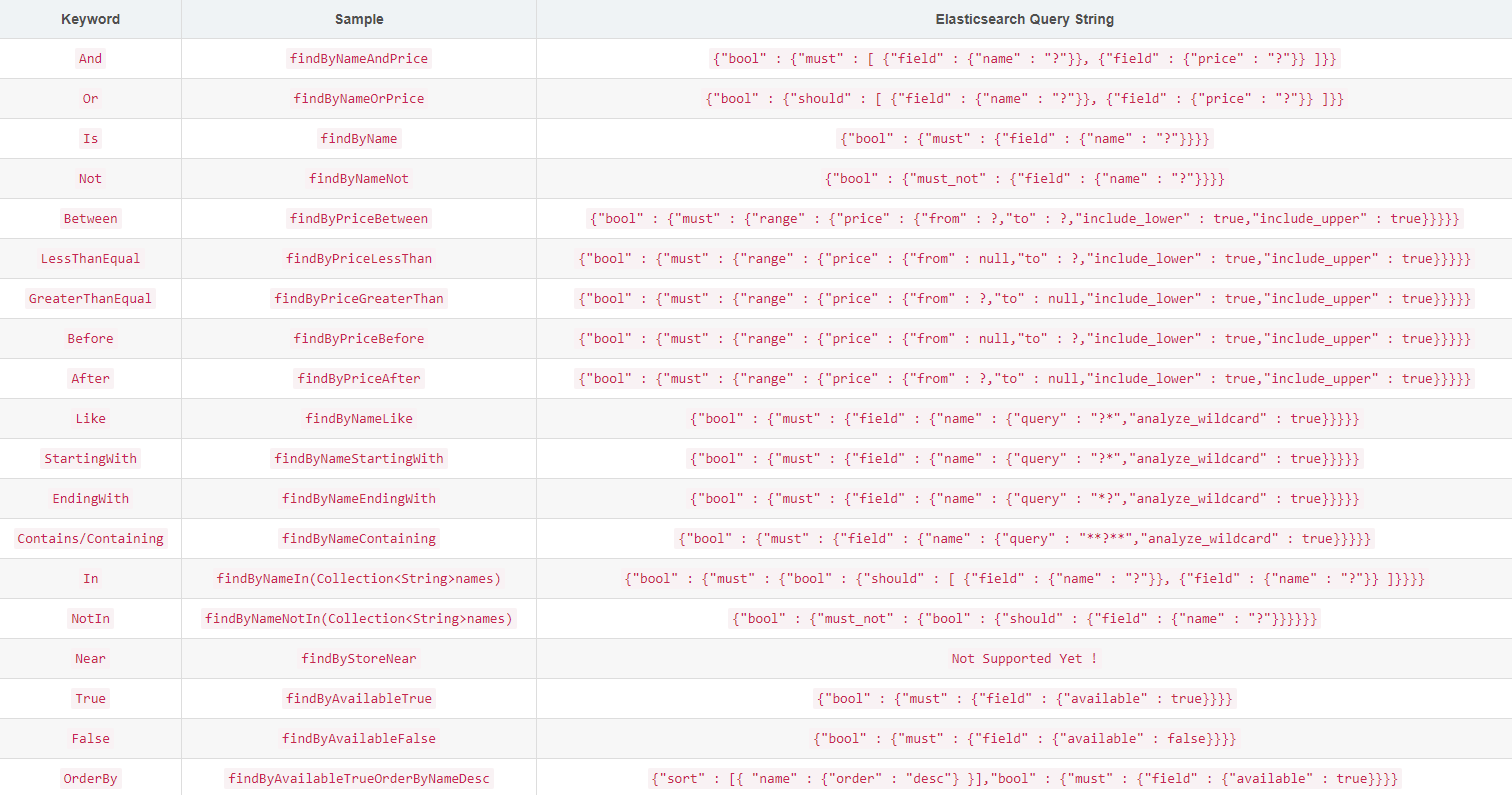 Keyword Sample Elasticsearch Query String
And findByNameAndPrice {"bool" : {"must" : [ {"field" : {"name" : "?"}}, {"field" : {"price" : "?"}} ]}}
Or findByNameOrPrice {"bool" : {"should" : [ {"field" : {"name" : "?"}}, {"field" : {"price" : "?"}} ]}}
Is findByName {"bool" : {"must" : {"field" : {"name" : "?"}}}}
Not findByNameNot {"bool" : {"must_not" : {"field" : {"name" : "?"}}}}
Between findByPriceBetween {"bool" : {"must" : {"range" : {"price" : {"from" : ?,"to" : ?,"include_lower" : true,"include_upper" : true}}}}}
LessThanEqual findByPriceLessThan {"bool" : {"must" : {"range" : {"price" : {"from" : null,"to" : ?,"include_lower" : true,"include_upper" : true}}}}}
GreaterThanEqual findByPriceGreaterThan {"bool" : {"must" : {"range" : {"price" : {"from" : ?,"to" : null,"include_lower" : true,"include_upper" : true}}}}}
Before findByPriceBefore {"bool" : {"must" : {"range" : {"price" : {"from" : null,"to" : ?,"include_lower" : true,"include_upper" : true}}}}}
After findByPriceAfter {"bool" : {"must" : {"range" : {"price" : {"from" : ?,"to" : null,"include_lower" : true,"include_upper" : true}}}}}
Like findByNameLike {"bool" : {"must" : {"field" : {"name" : {"query" : "?*","analyze_wildcard" : true}}}}}
StartingWith findByNameStartingWith {"bool" : {"must" : {"field" : {"name" : {"query" : "?*","analyze_wildcard" : true}}}}}
EndingWith findByNameEndingWith {"bool" : {"must" : {"field" : {"name" : {"query" : "*?","analyze_wildcard" : true}}}}}
Contains/Containing findByNameContaining {"bool" : {"must" : {"field" : {"name" : {"query" : "**?**","analyze_wildcard" : true}}}}}
In findByNameIn(Collection<String>names) {"bool" : {"must" : {"bool" : {"should" : [ {"field" : {"name" : "?"}}, {"field" : {"name" : "?"}} ]}}}}
NotIn findByNameNotIn(Collection<String>names) {"bool" : {"must_not" : {"bool" : {"should" : {"field" : {"name" : "?"}}}}}}
Near findByStoreNear Not Supported Yet !
True findByAvailableTrue {"bool" : {"must" : {"field" : {"available" : true}}}}
False findByAvailableFalse {"bool" : {"must" : {"field" : {"available" : false}}}}
OrderBy findByAvailableTrueOrderByNameDesc {"sort" : [{ "name" : {"order" : "desc"} }],"bool" : {"must" : {"field" : {"available" : true}}}}